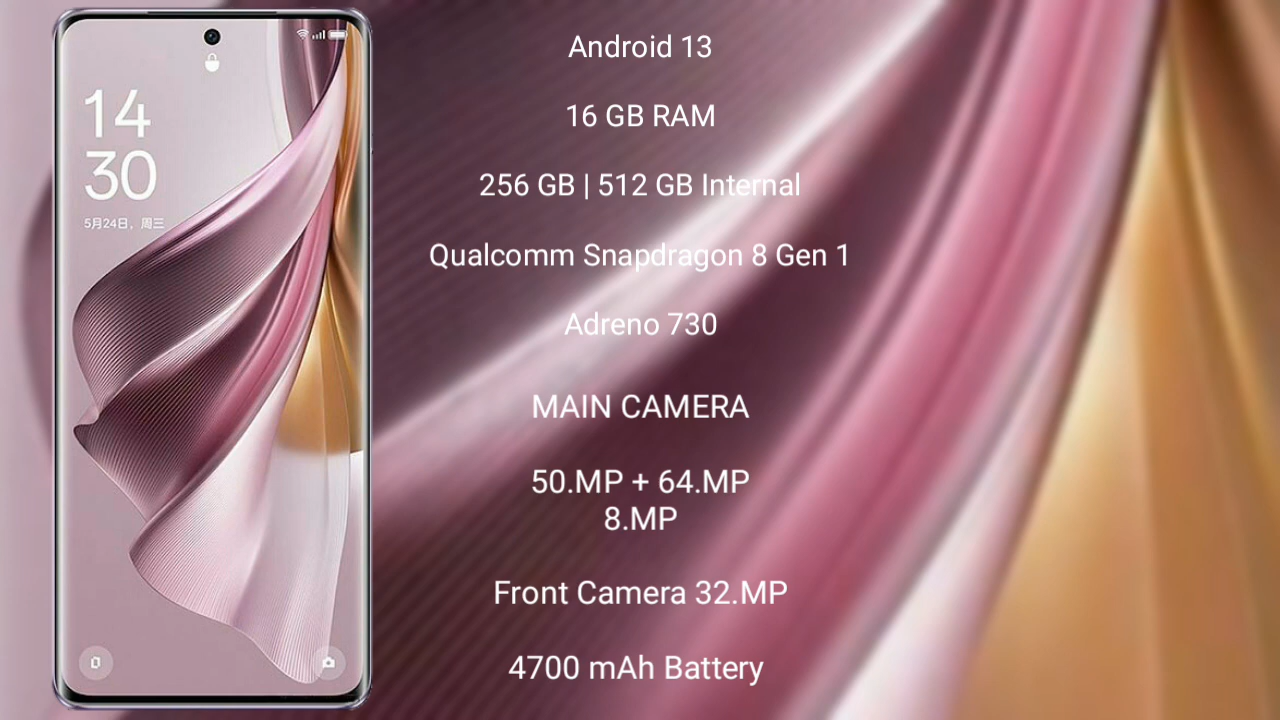 14
30
5月24日，周三
Android 13
16 GB RAM
256 GB | 512 GB Internal
Qualcomm Snapdragon 8 Gen 1
Adreno 730
MAIN CAMERA
50.MP + 64.MP
8.MP
Front Camera 32.MP
4700 mAh Battery